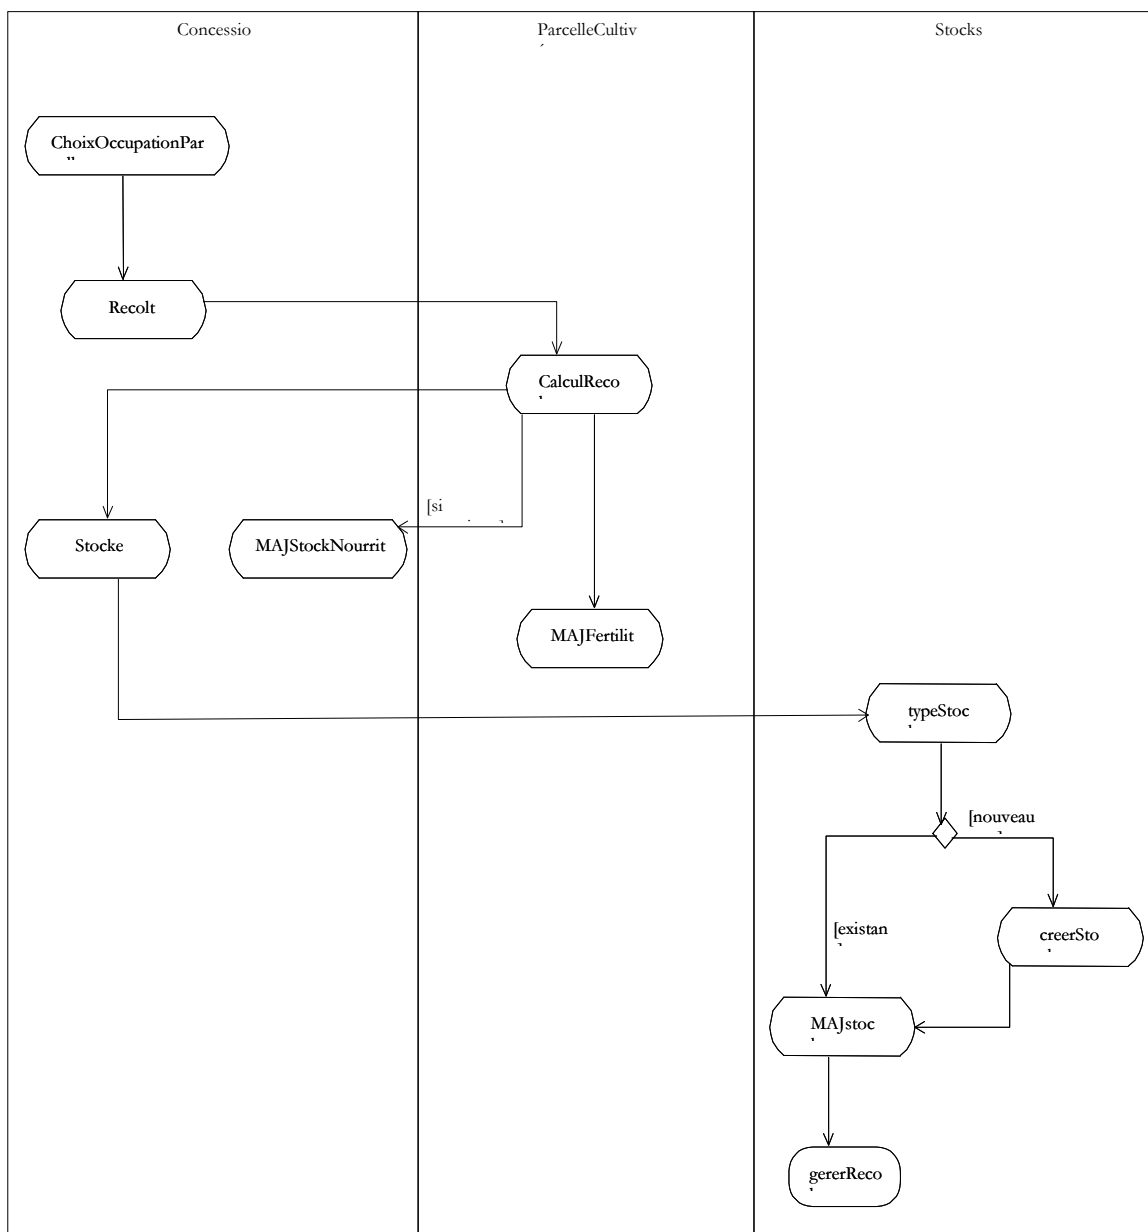 Concessio
ParcelleCultiv
Stocks
ChoixOccupationPar
Recolt
CalculReco
[si
Stocke
MAJStockNourrit
MAJFertilit
typeStoc
[nouveau
[existan
creerSto
MAJstoc
gererReco